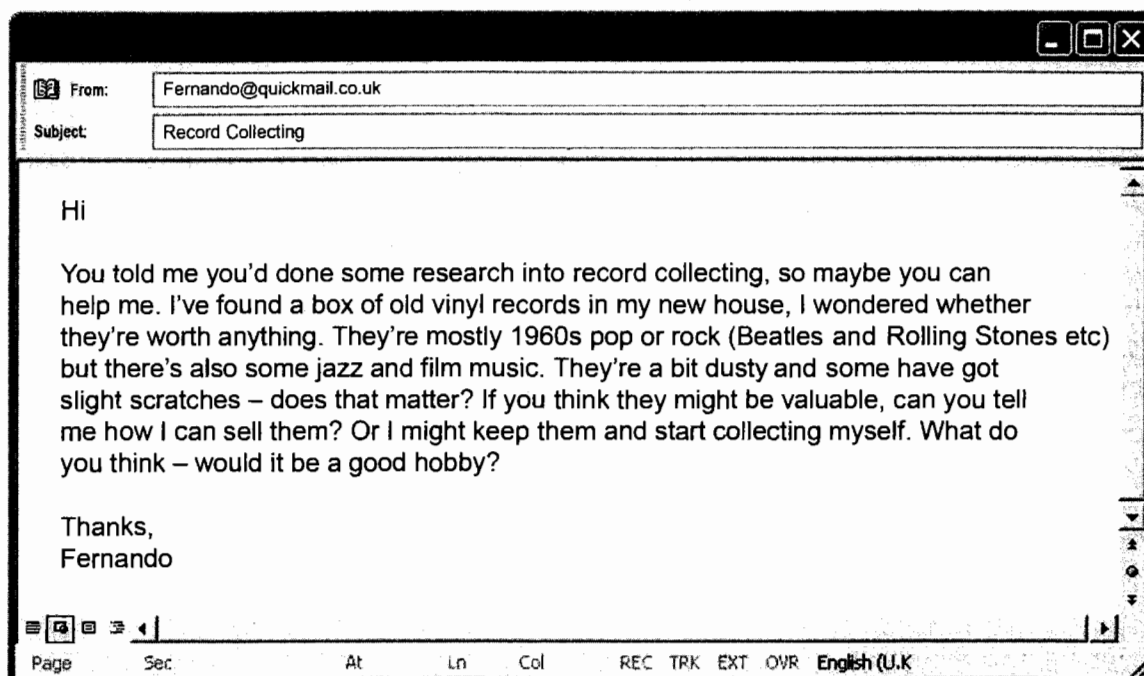 From: Fernando@quickmail.co.uk
Subject: Record Collecting
Hi
You told me you'd done some research into record collecting, so maybe you can
help me. I've found a box of old vinyl records in my new house, I wondered whether
they're worth anything. They're mostly 1960s pop or rock (Beatles and Rolling Stones etc)
but there's also some jazz and film music. They're a bit dusty and some have got
slight scratches – does that matter? If you think they might be valuable, can you tell
me how I can sell them? Or I might keep them and start collecting myself. What do
you think – would it be a good hobby?
Thanks,
Fernando
Page Sec At Ln Col REC TRK EXT OVR English (U.K